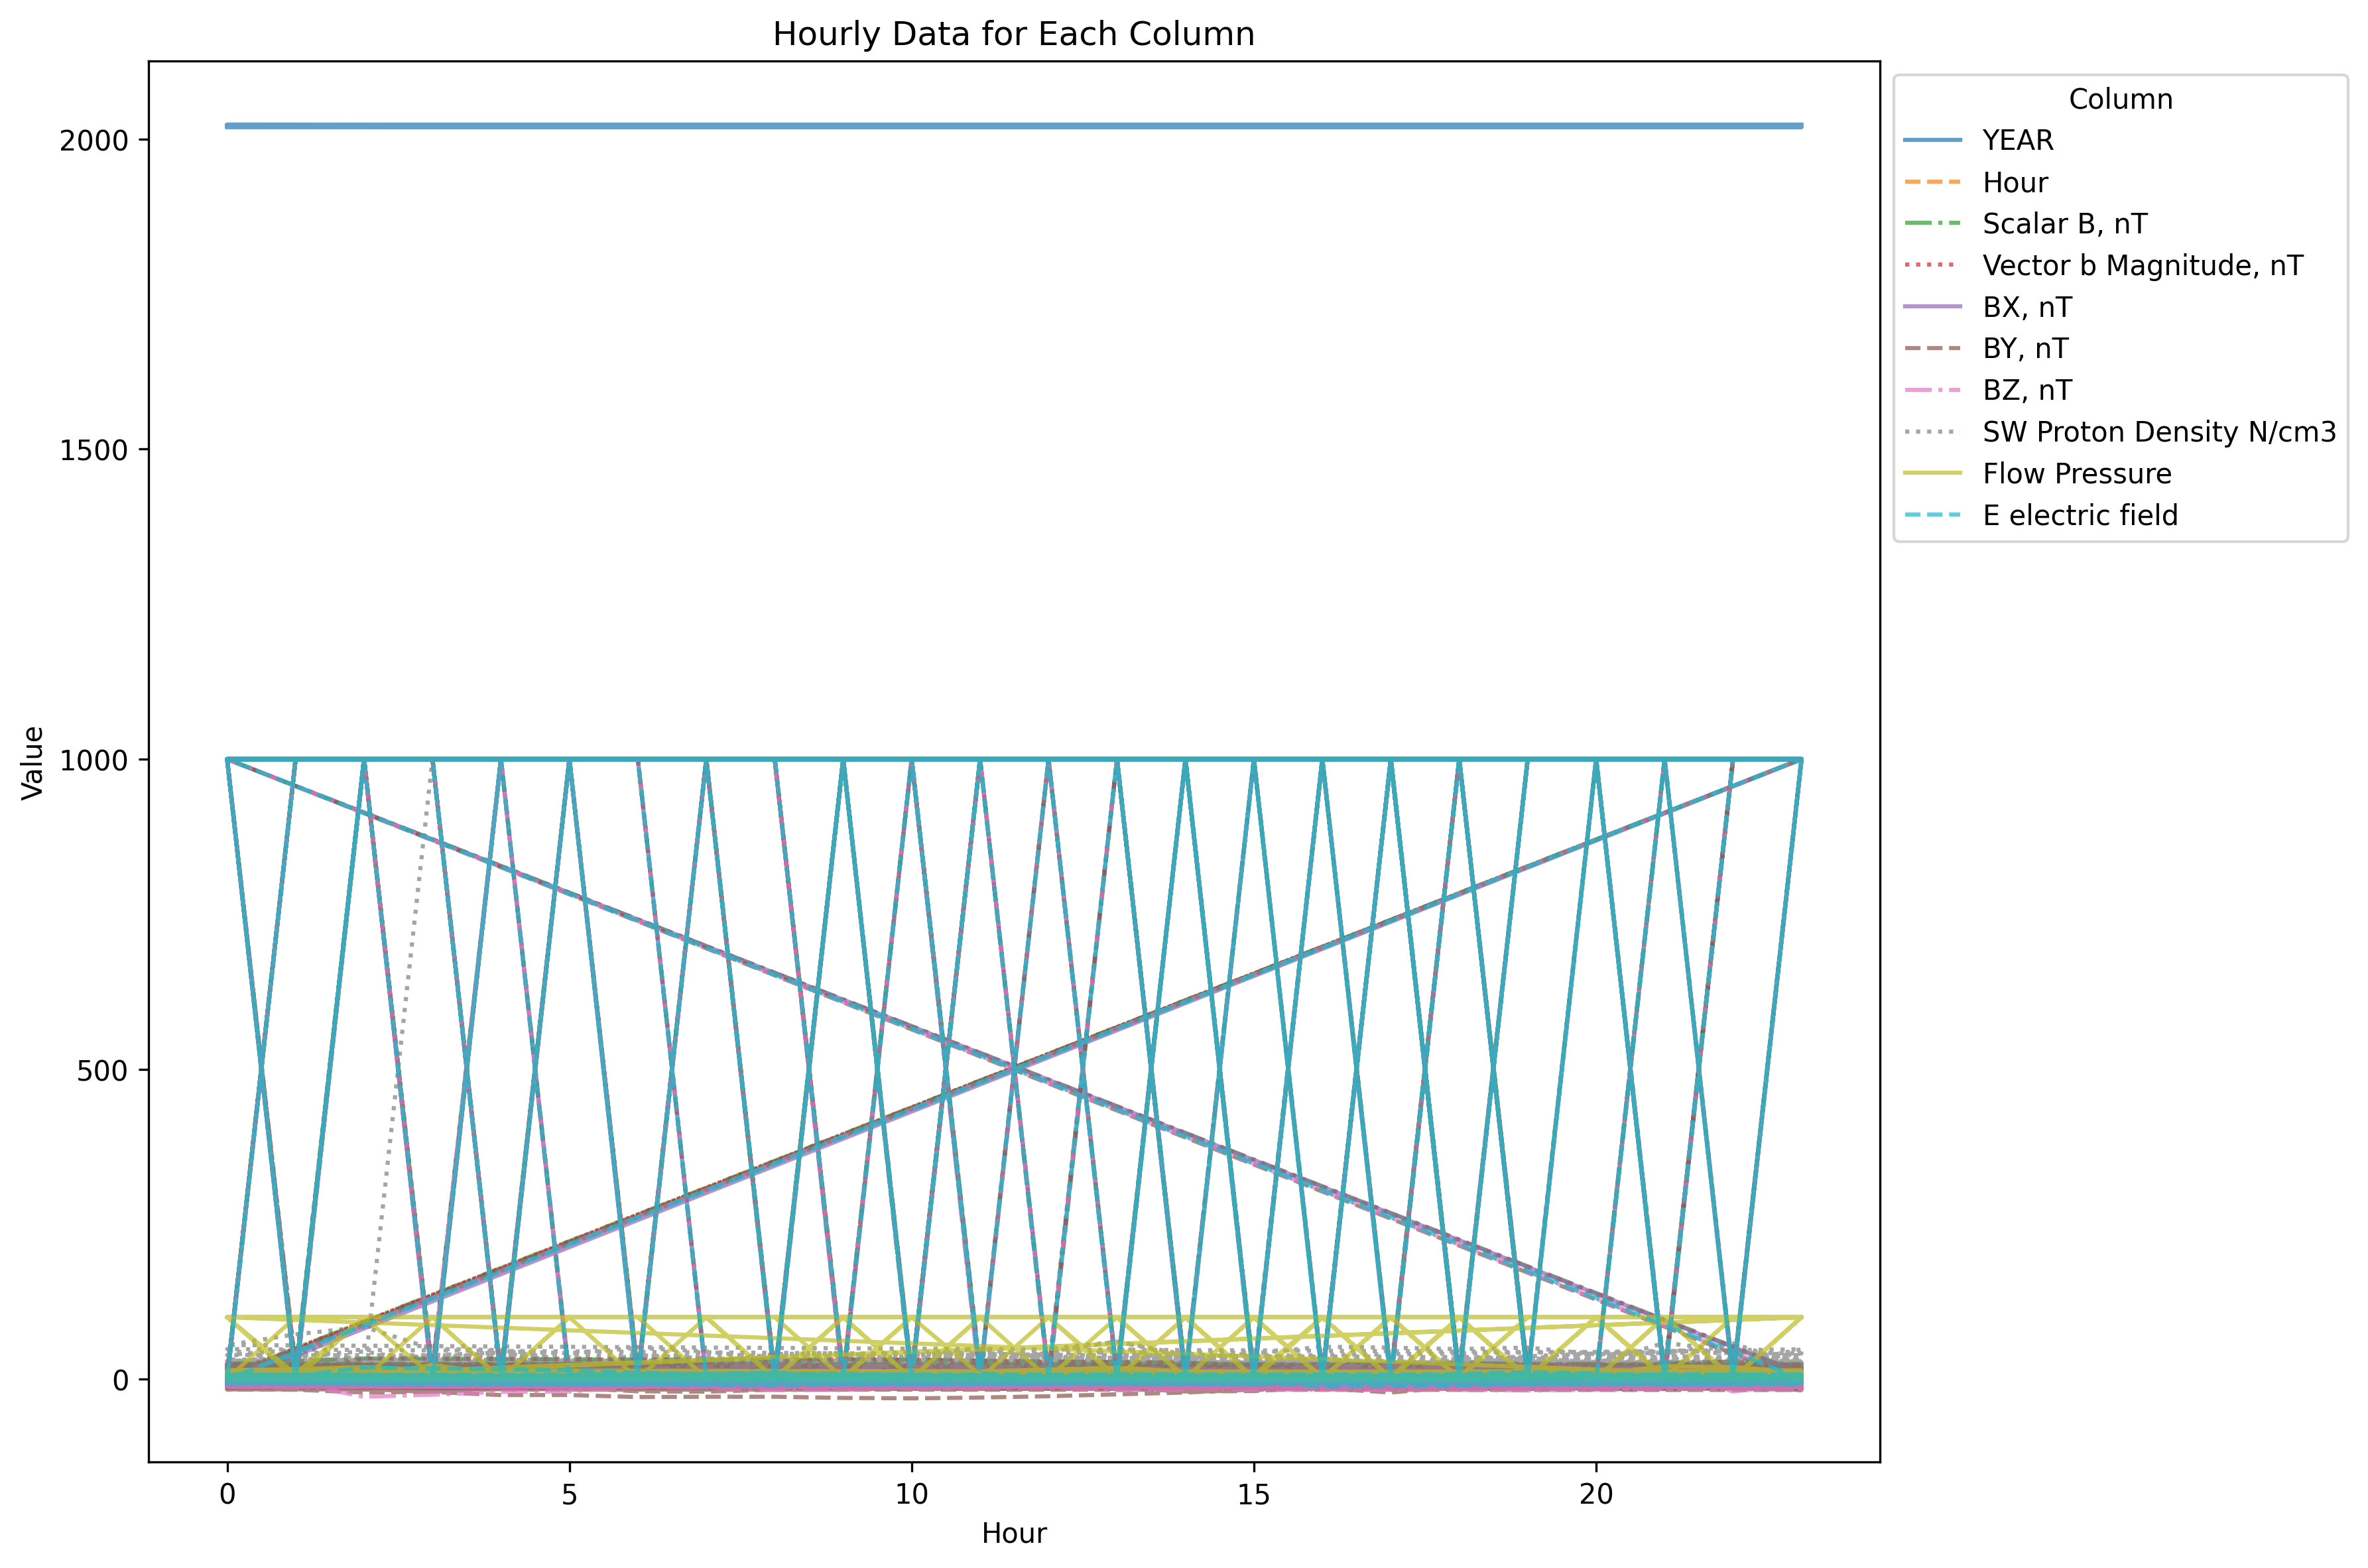 Hourly Data for Each Column
2000
1500
1000
500
0
Value
0
5
10
15
20
Hour
Column
YEAR
Hour
Scalar B, nT
Vector b Magnitude, nT
BX, nT
BY, nT
BZ, nT
SW Proton Density N/cm3
Flow Pressure
E electric field